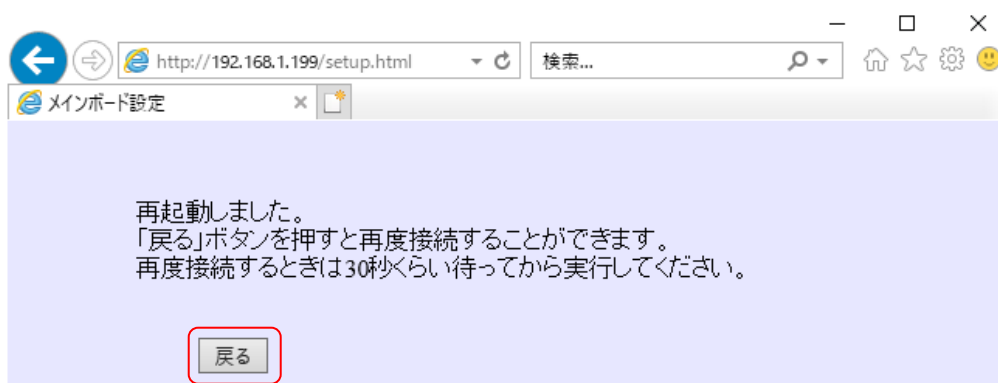 http://192.168.1.199/setup.html
検索...
メインボード設定
再起動しました。
「戻る」ボタンを押すと再度接続することができます。
再度接続するときは30秒くらい待ってから実行してください。
戻る